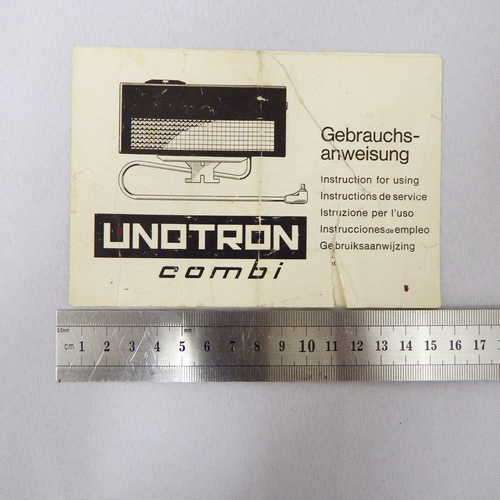 Gebrauchs-
anweisung
Instruction for using
Instructions de service
Istruzione per l'uso
Instrucciones de empleo
Gebruiksaanwijzing
UNOTRON
combi
cm 1 2 3 4 5 6 7 8 9 10 11 12 13 14 15 16 17